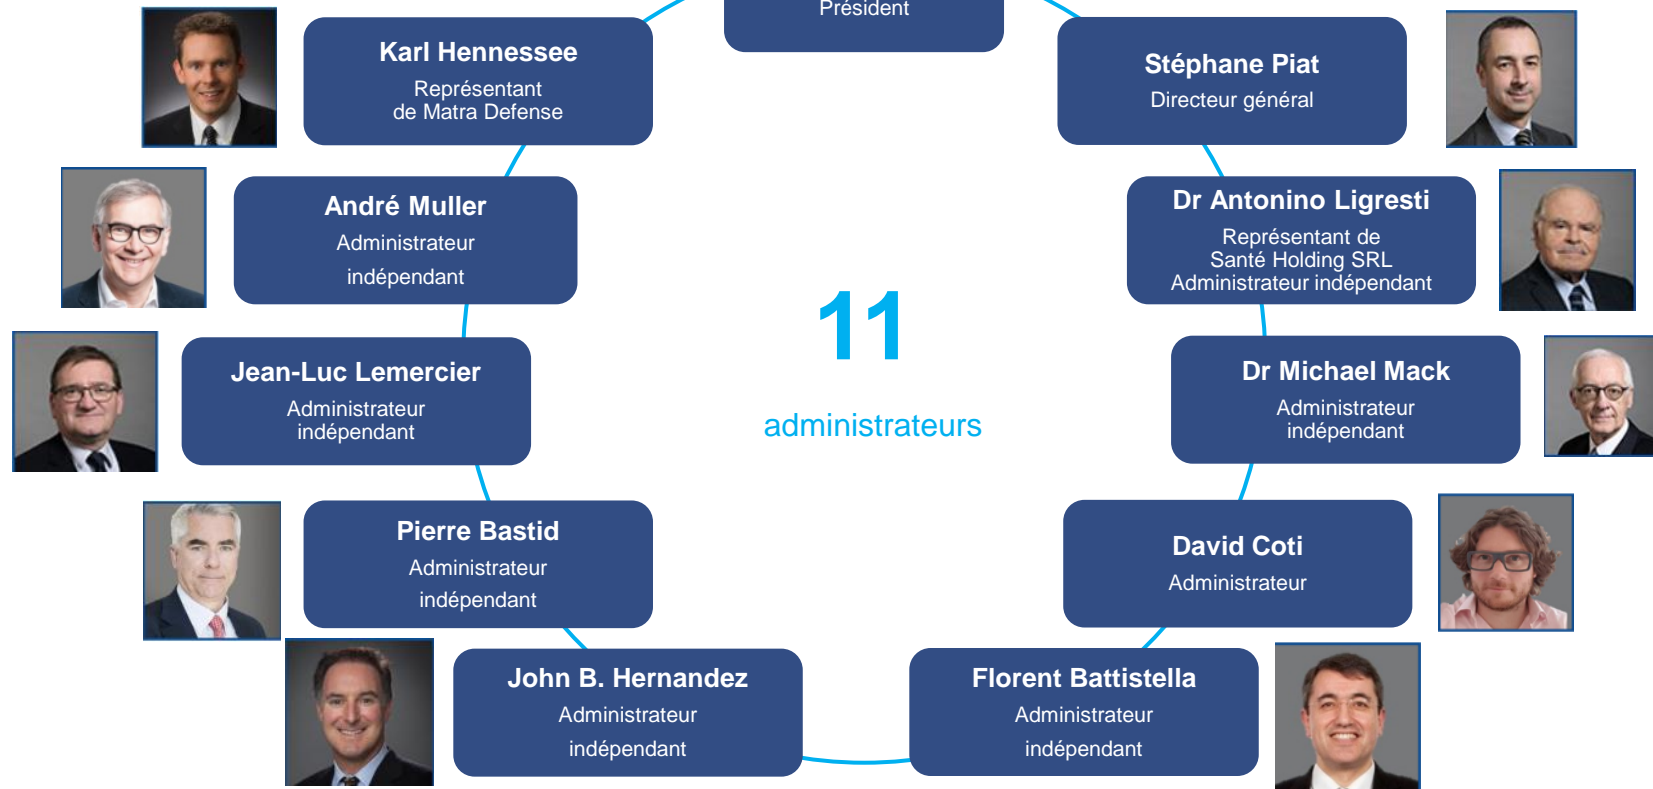 Président
Karl Hennessee
Représentant
de Matra Defense
Stéphane Piat
Directeur général
André Muller
Administrateur
indépendant
Dr Antonino Ligresti
Représentant de
Santé Holding SRL
Administrateur indépendant
11
administrateurs
Jean-Luc Lemercier
Administrateur
indépendant
Dr Michael Mack
Administrateur
indépendant
Pierre Bastid
Administrateur
indépendant
David Coti
Administrateur
John B. Hernandez
Administrateur
indépendant
Florent Battistella
Administrateur
indépendant